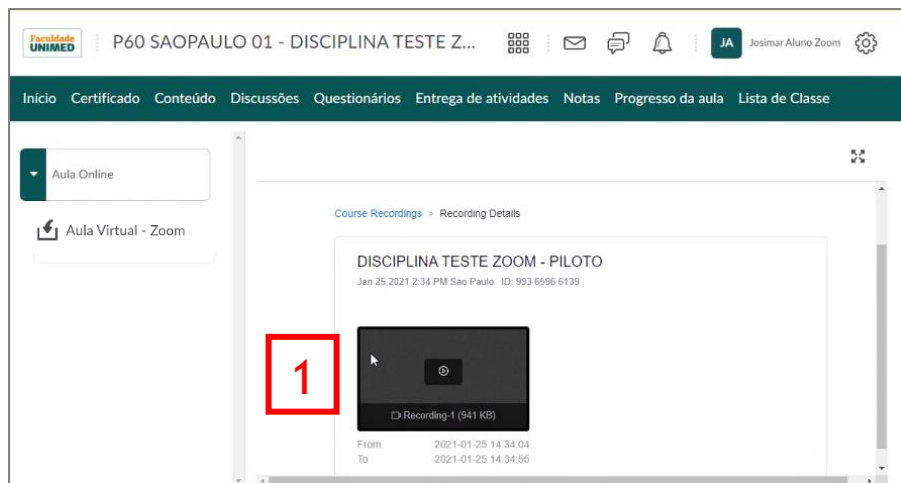 Faculdade
UNIMED
P60 SAOPAULO 01 - DISCIPLINA TESTE Z...
JA
Josimar Aluno Zoom
Início Certificado Conteúdo Discussões Questionários Entrega de atividades Notas Progresso da aula Lista de Classe
Aula Online
Aula Virtual - Zoom
Course Recordings > Recording Details
DISCIPLINA TESTE ZOOM - PILOTO
Jan 25,2021 2:34 PM Sao Paulo ID: 993 6596 6139
1
Recording-1 (941 KB)
From 2021-01-25 14:34:04
To 2021-01-25 14:34:55